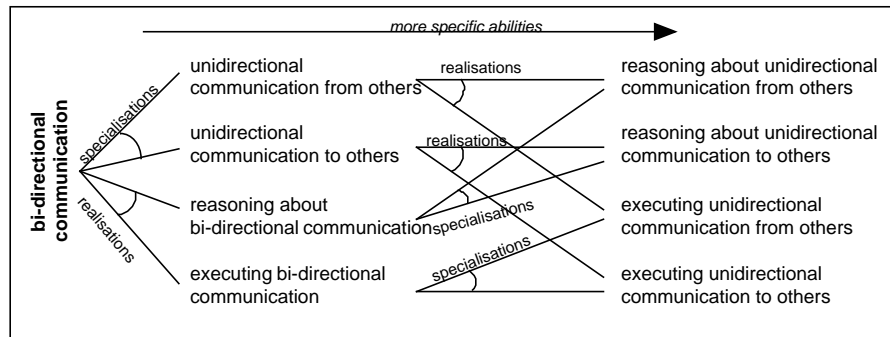 more specific abilities
bi-directional
communication
specialisations
realisations
unidirectional
communication from others
unidirectional
communication to others
reasoning about
bi-directional communication
executing bi-directional
communication
realisations
realisations
specialisations
specialisations
reasoning about unidirectional
communication from others
reasoning about unidirectional
communication to others
executing unidirectional
communication from others
executing unidirectional
communication to others